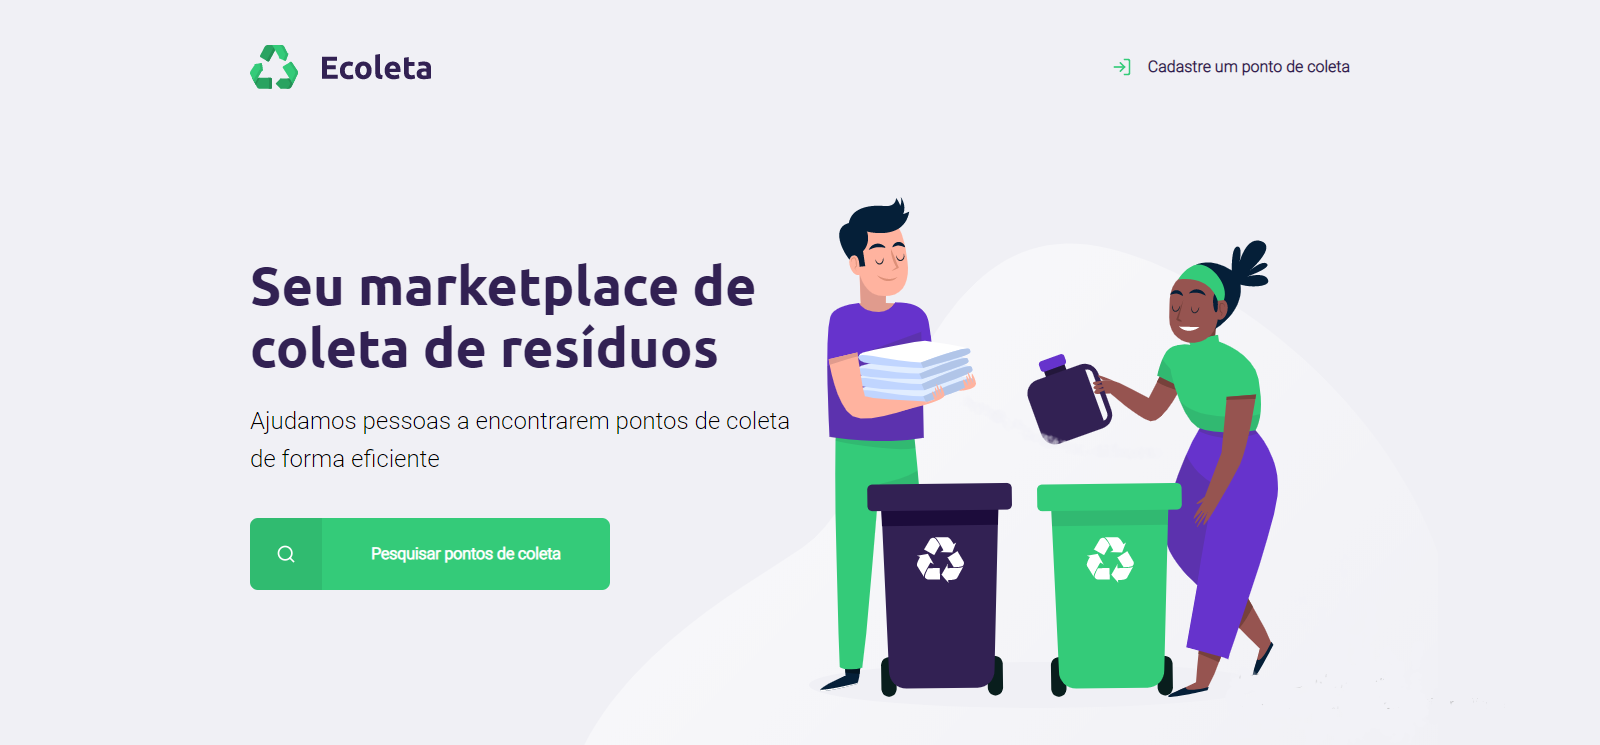 Ecoleta
Cadastre um ponto de coleta
Seu marketplace de
coleta de resíduos
Ajudamos pessoas a encontrarem pontos de coleta
de forma eficiente
Pesquisar pontos de coleta